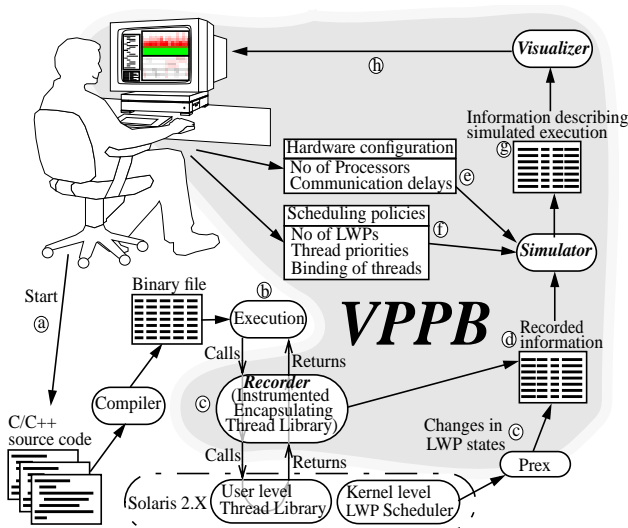 Visualizer
ⓗ
Information describing
simulated execution
ⓖ
Hardware configuration
No of Processors
Communication delays
ⓔ
Scheduling policies
ⓕ
No of LWPs
Thread priorities
Binding of threads
Simulator
Start
ⓐ
Binary file
ⓑ
Execution
VPPB
ⓓ
Recorded
information
Calls
Returns
Compiler
ⓒ
Recorder
(Instrumented
Encapsulating
Thread Library)
C/C++
source code
Changes in
LWP states
ⓒ
Calls
Returns
Prex
Solaris 2.X
User level
Thread Library
Kernel level
LWP Scheduler